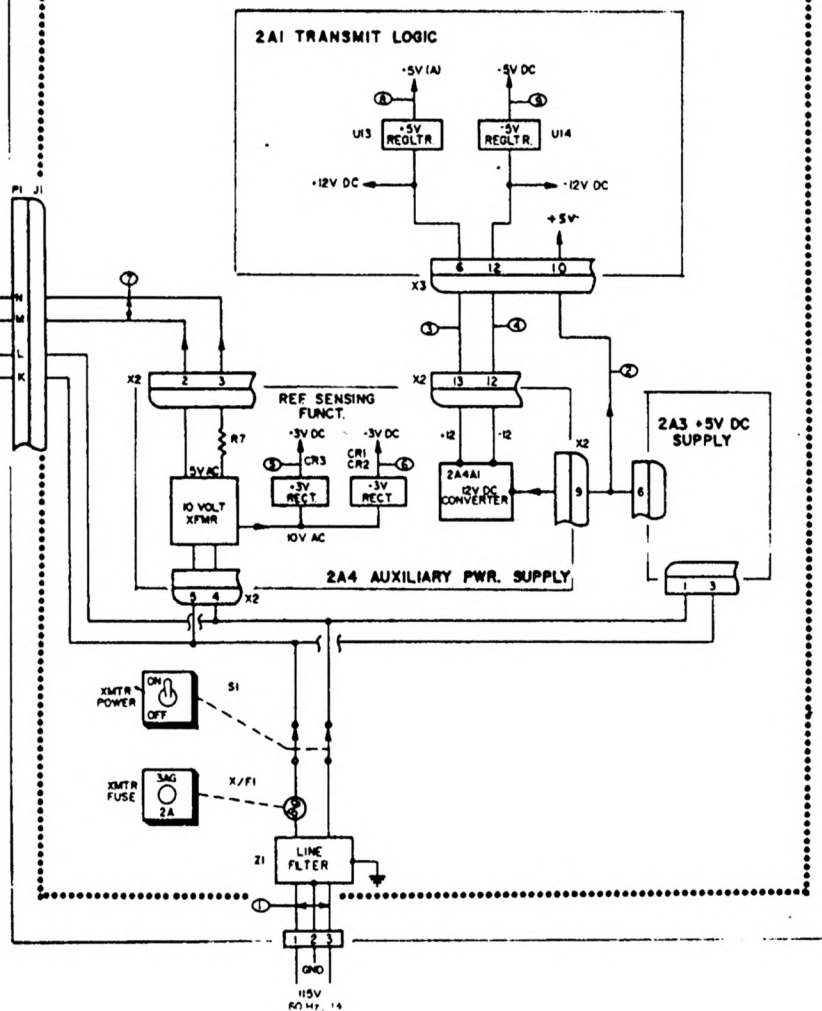 2A1 TRANSMIT LOGIC
+5V(A)
-5V DC
8
9
U13
+5V
REGLTR.
-5V
REGLTR.
U14
+12V DC
-12V DC
P1 J1
+5V
6 12 10
X3
7
N
M
3
4
L
K
X2
2 3
X2
13 12
2
REF. SENSING
FUNCT.
2A3 +5V DC
SUPPLY
R7
+3V DC
-3V DC
+12
-12
X2
5
CR3
CR1
CR2
6
5V AC
2A4A1
12V DC
CONVERTER
9
6
+3V
RECT.
-3V
RECT
10 VOLT
XFMR
10V AC
2A4 AUXILIARY PWR. SUPPLY
1 3
5 4
X2
XMTR
POWER
ON
OFF
S1
XMTR
FUSE
3AG
2A
X/F1
Z1
LINE
FILTER
1
1 2 3
GND
115V
60 Hz,